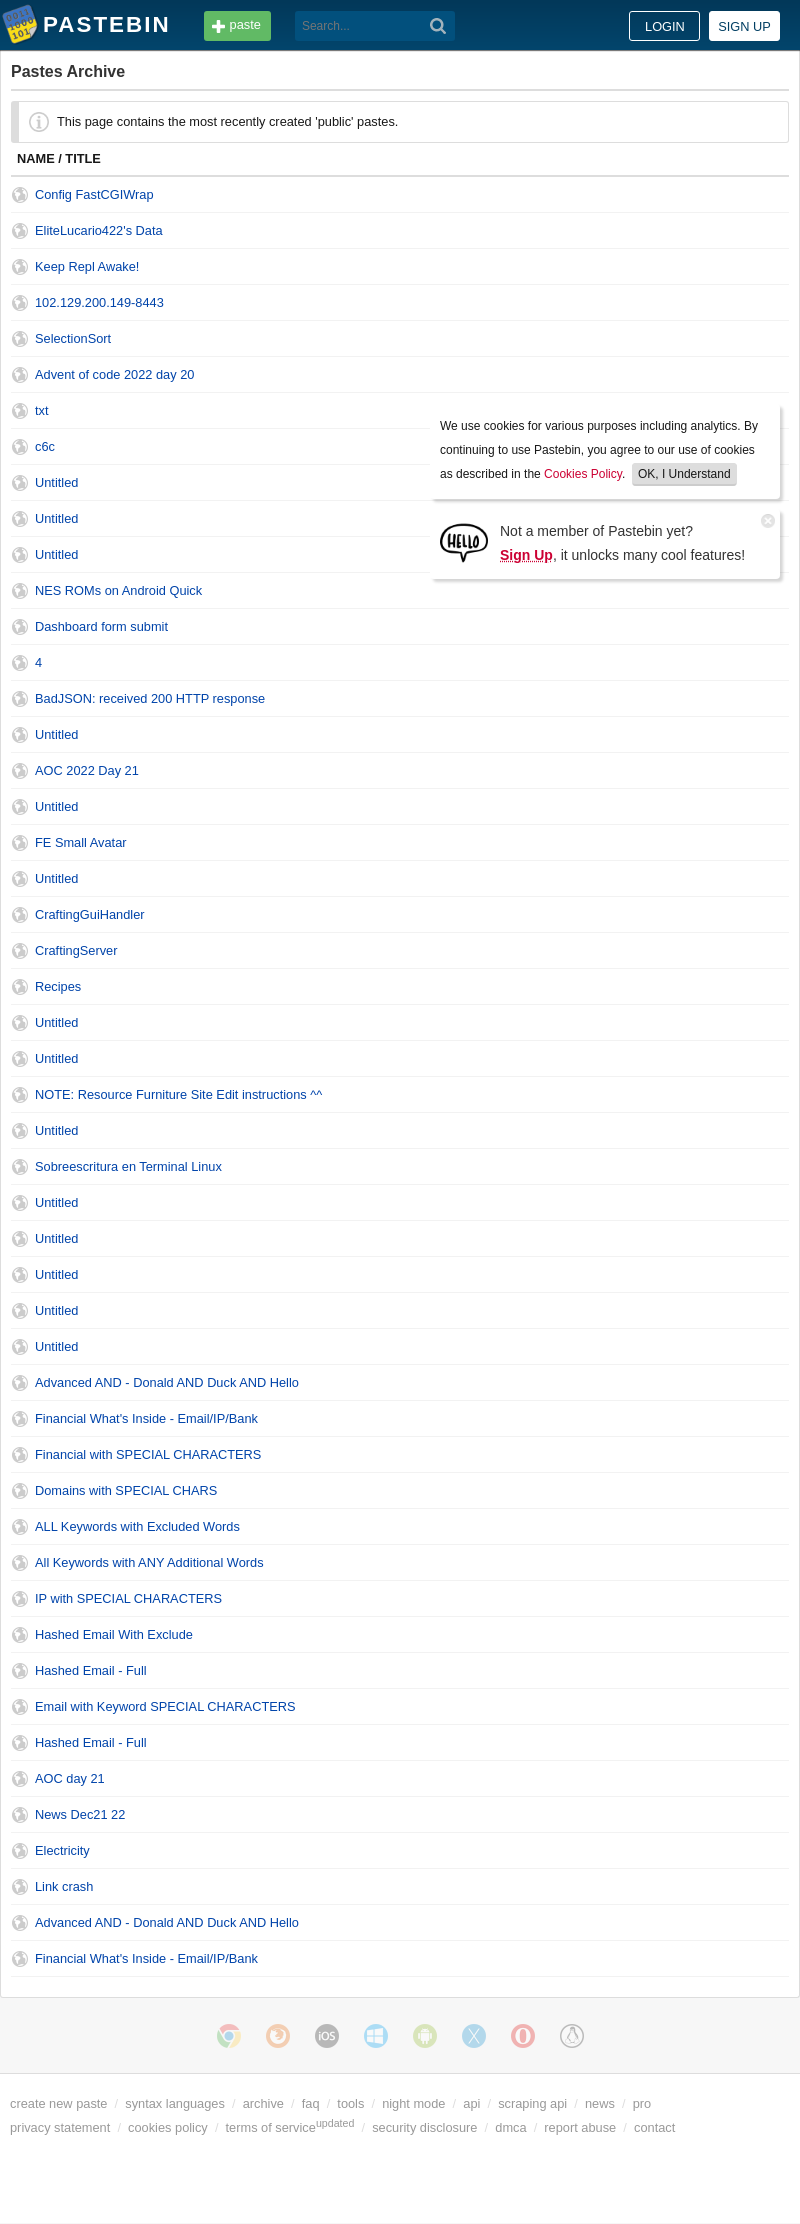 PASTEBIN paste Search... LOGIN SIGN UP
Pastes Archive
This page contains the most recently created 'public' pastes.
NAME / TITLE
Config FastCGIWrap
EliteLucario422's Data
Keep Repl Awake!
102.129.200.149-8443
SelectionSort
Advent of code 2022 day 20
txt
c6c
Untitled
Untitled
Untitled
NES ROMs on Android Quick
Dashboard form submit
4
BadJSON: received 200 HTTP response
Untitled
AOC 2022 Day 21
Untitled
FE Small Avatar
Untitled
CraftingGuiHandler
CraftingServer
Recipes
Untitled
Untitled
NOTE: Resource Furniture Site Edit instructions ^^
Untitled
Sobreescritura en Terminal Linux
Untitled
Untitled
Untitled
Untitled
Untitled
Advanced AND - Donald AND Duck AND Hello
Financial What's Inside - Email/IP/Bank
Financial with SPECIAL CHARACTERS
Domains with SPECIAL CHARS
ALL Keywords with Excluded Words
All Keywords with ANY Additional Words
IP with SPECIAL CHARACTERS
Hashed Email With Exclude
Hashed Email - Full
Email with Keyword SPECIAL CHARACTERS
Hashed Email - Full
AOC day 21
News Dec21 22
Electricity
Link crash
Advanced AND - Donald AND Duck AND Hello
Financial What's Inside - Email/IP/Bank
We use cookies for various purposes including analytics. By
continuing to use Pastebin, you agree to our use of cookies
as described in the Cookies Policy. OK, I Understand
HELLO
Not a member of Pastebin yet?
Sign Up, it unlocks many cool features!
iOS
create new paste / syntax languages / archive / faq / tools / night mode / api / scraping api / news / pro
privacy statement / cookies policy / terms of service updated / security disclosure / dmca / report abuse / contact